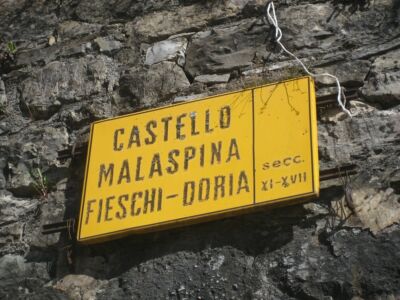 CASTELLO
MALASPINA
FIESCHI-DORIA
secc.
XI-XVII